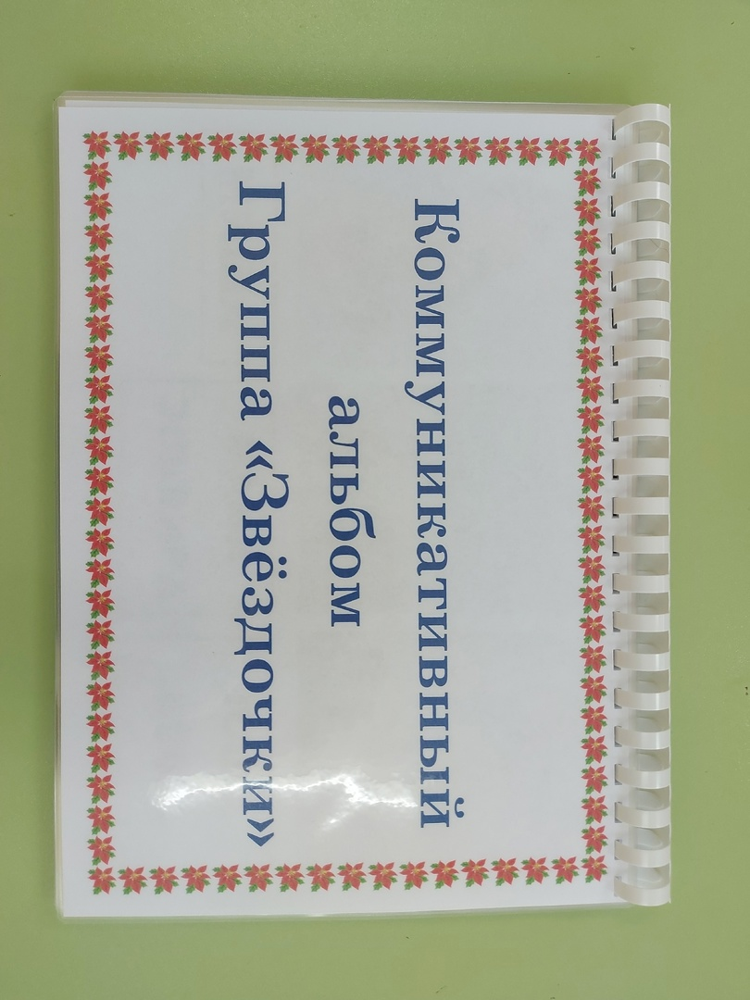 Коммуникативный
альбом
Группа «Звёздочки»